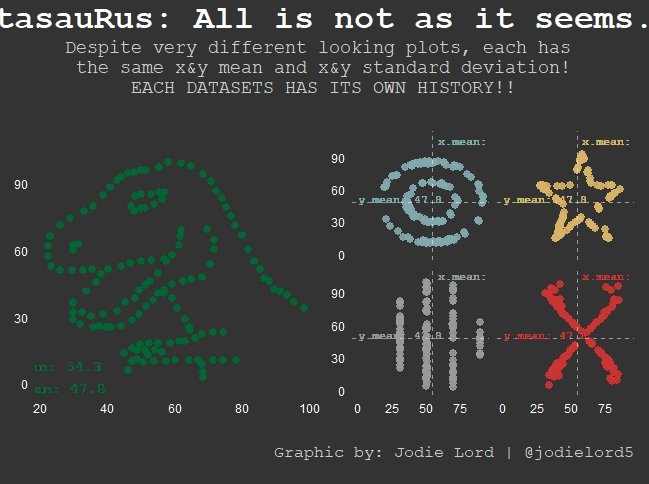 tasauRus: All is not as it seems.
Despite very different looking plots, each has
the same x&y mean and x&y standard deviation!
EACH DATASETS HAS ITS OWN HISTORY!!
90
60
30
0
20 40 60 80 100
an: 54.3
an: 47.8
x.mean:
90
60
30
0
y.mean: 47.8
x.mean:
y.mean: 47.8
x.mean:
90
60
30
0
y.mean: 47.8
0 25 50 75
x.mean:
y.mean: 47
0 25 50 75
Graphic by: Jodie Lord | @jodielord5